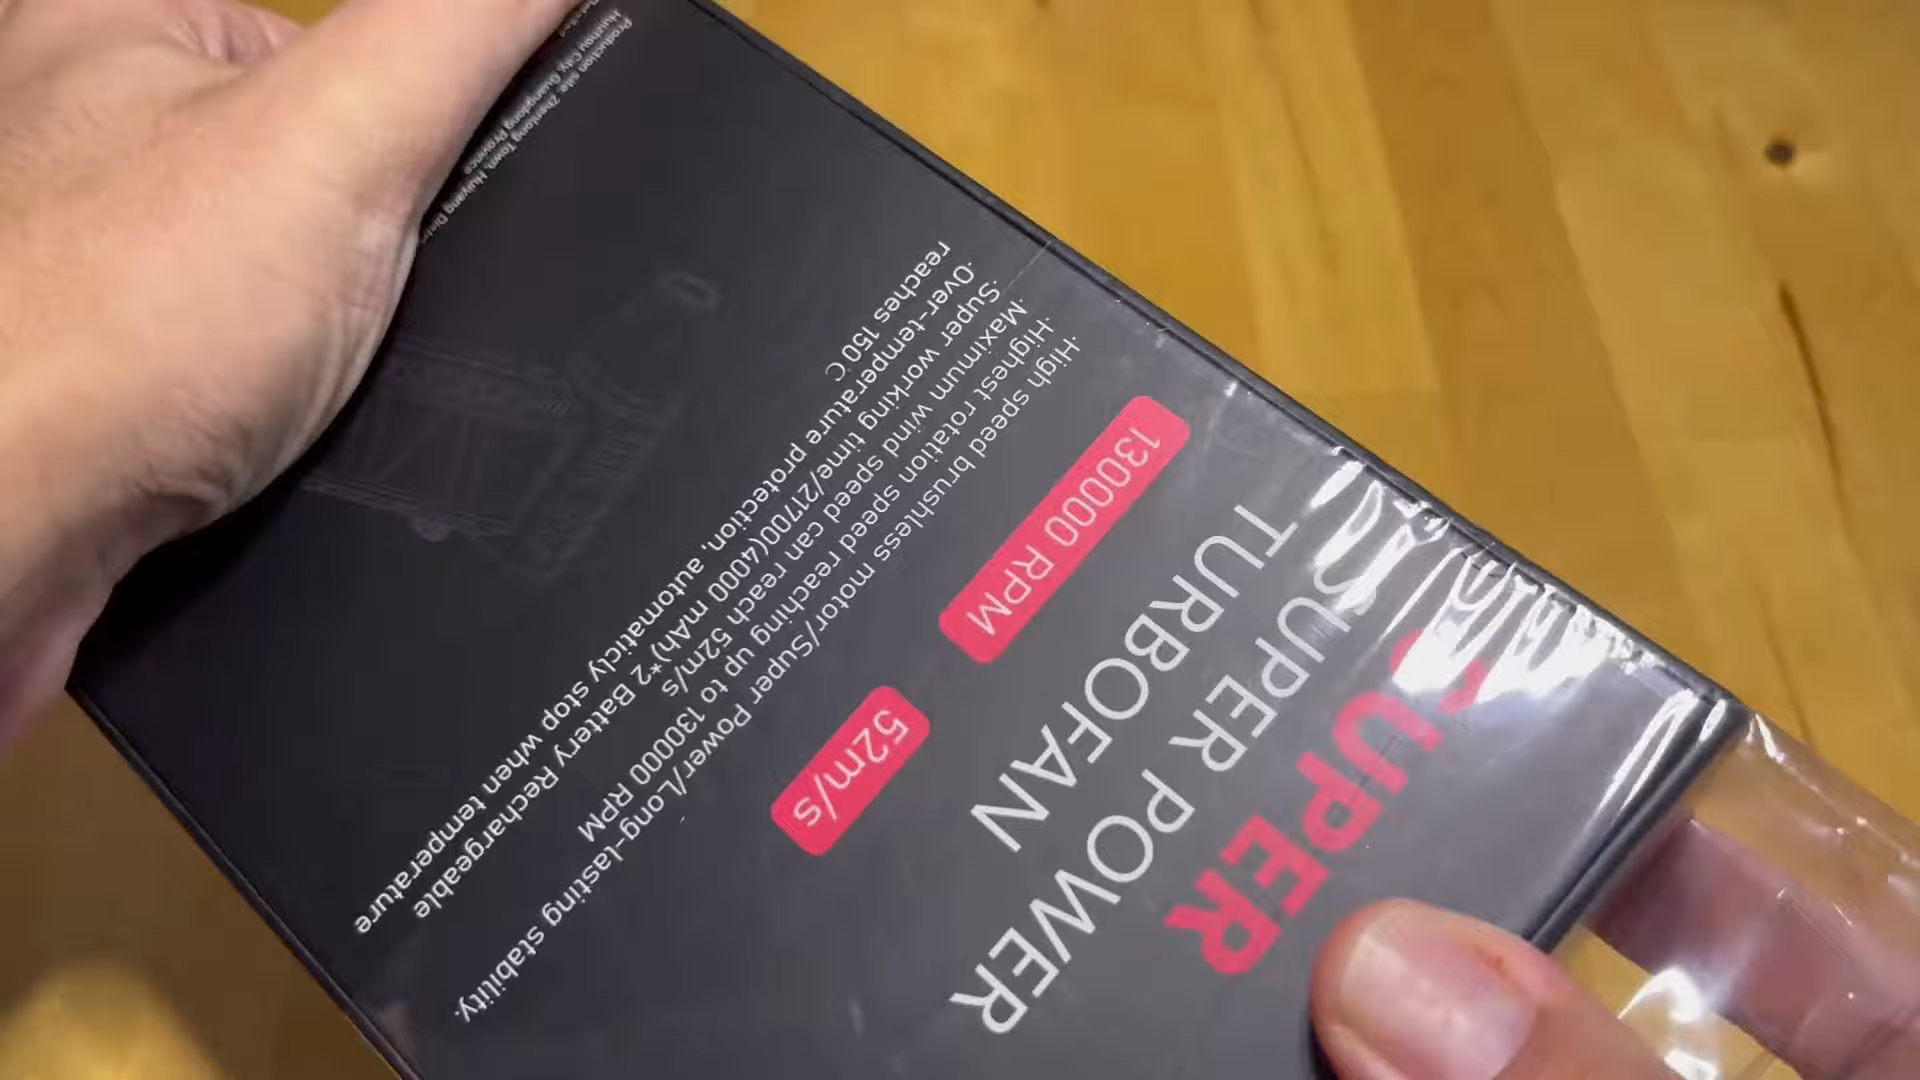 SUPER
SUPER POWER
TURBOFAN
130000 RPM
52m/s
·High speed brushless motor/Super Power/Long-lasting stability.
·Highest rotation speed reaching up to 130000 RPM
·Maximum wind speed can reach 52m/s
·Super working time/21700(4000 mAh)*2 Battery Rechargeable
·Over-temperature protection, automaticly stop when temperature
reaches 150°C
Production site: Zhenlong Town, Huiyang
Huizhou City, Guangdong Province